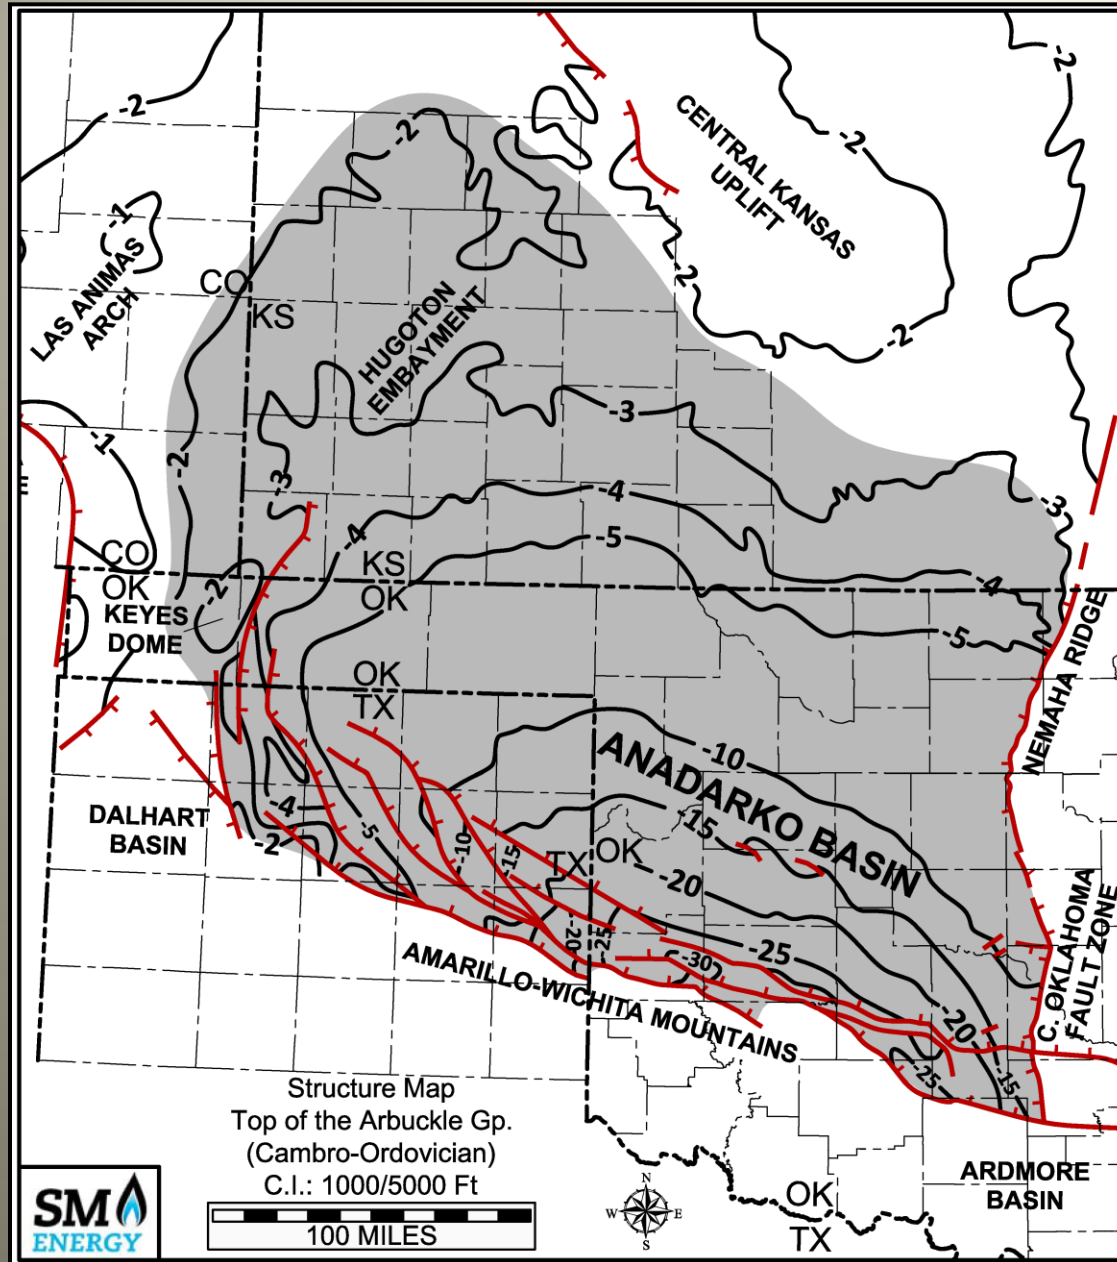 -2
-2
-2
-2
CENTRAL KANSAS
UPLIFT
-1
LAS ANIMAS
ARCH
CO
KS
-2
-2
HUGOTON
EMBAYMENT
-3
-1
-2
-3
-4
-3
E
-4
-5
CO
OK
KS
OK
-4
KEYES
DOME
-2
-5
NEMAHA RIDGE
OK
TX
-10
ANADARKO BASIN
-15
DALHART
BASIN
-4
-5
-2
-10
-15
TX
OK
-20
C. OKLAHOMA
FAULT ZONE
-20
-25
-25
-30
AMARILLO-WICHITA MOUNTAINS
-20
-25
-15
Structure Map
Top of the Arbuckle Gp.
(Cambro-Ordovician)
C.I.: 1000/5000 Ft
100 MILES
SM
ENERGY
N
W
E
S
OK
TX
ARDMORE
BASIN